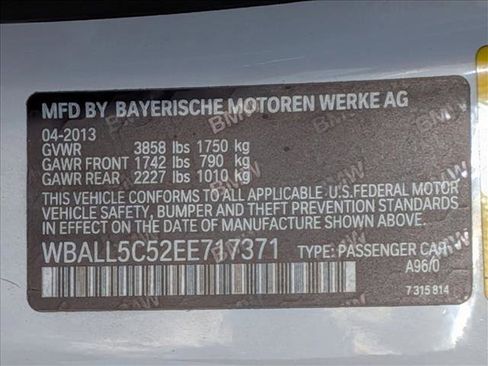 MFD BY BAYERISCHE MOTOREN WERKE AG
04-2013
GVWR 3858 lbs 1750 kg
GAWR FRONT 1742 lbs 790 kg
GAWR REAR 2227 lbs 1010 kg
THIS VEHICLE CONFORMS TO ALL APPLICABLE U.S.FEDERAL MOTOR
VEHICLE SAFETY, BUMPER AND THEFT PREVENTION STANDARDS
IN EFFECT ON THE DATE OF MANUFACTURE SHOWN ABOVE.
WBALL5C52EE717371 TYPE: PASSENGER CAR
A96/0
7 315 814